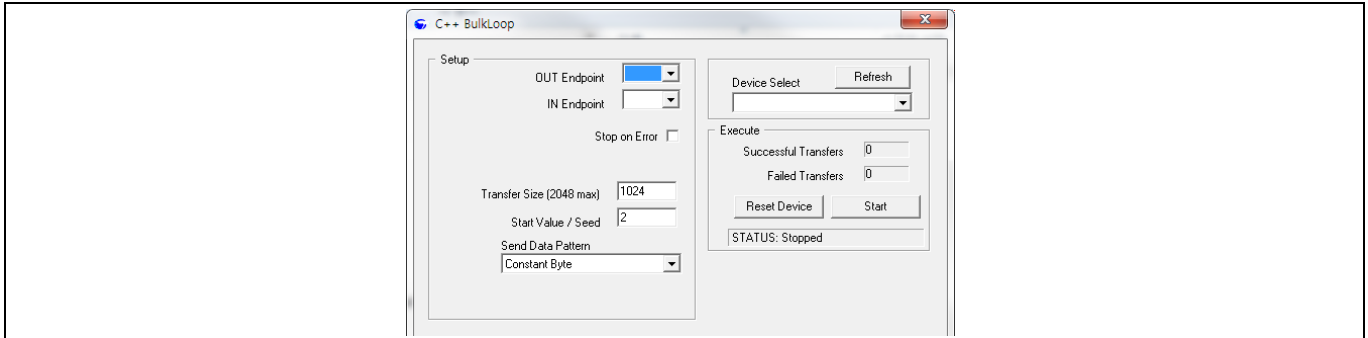 C++ BulkLoop
Setup
OUT Endpoint
IN Endpoint
Stop on Error
Transfer Size (2048 max) 1024
Start Value / Seed 2
Send Data Pattern
Constant Byte
Device Select Refresh
Execute
Successful Transfers 0
Failed Transfers 0
Reset Device Start
STATUS: Stopped